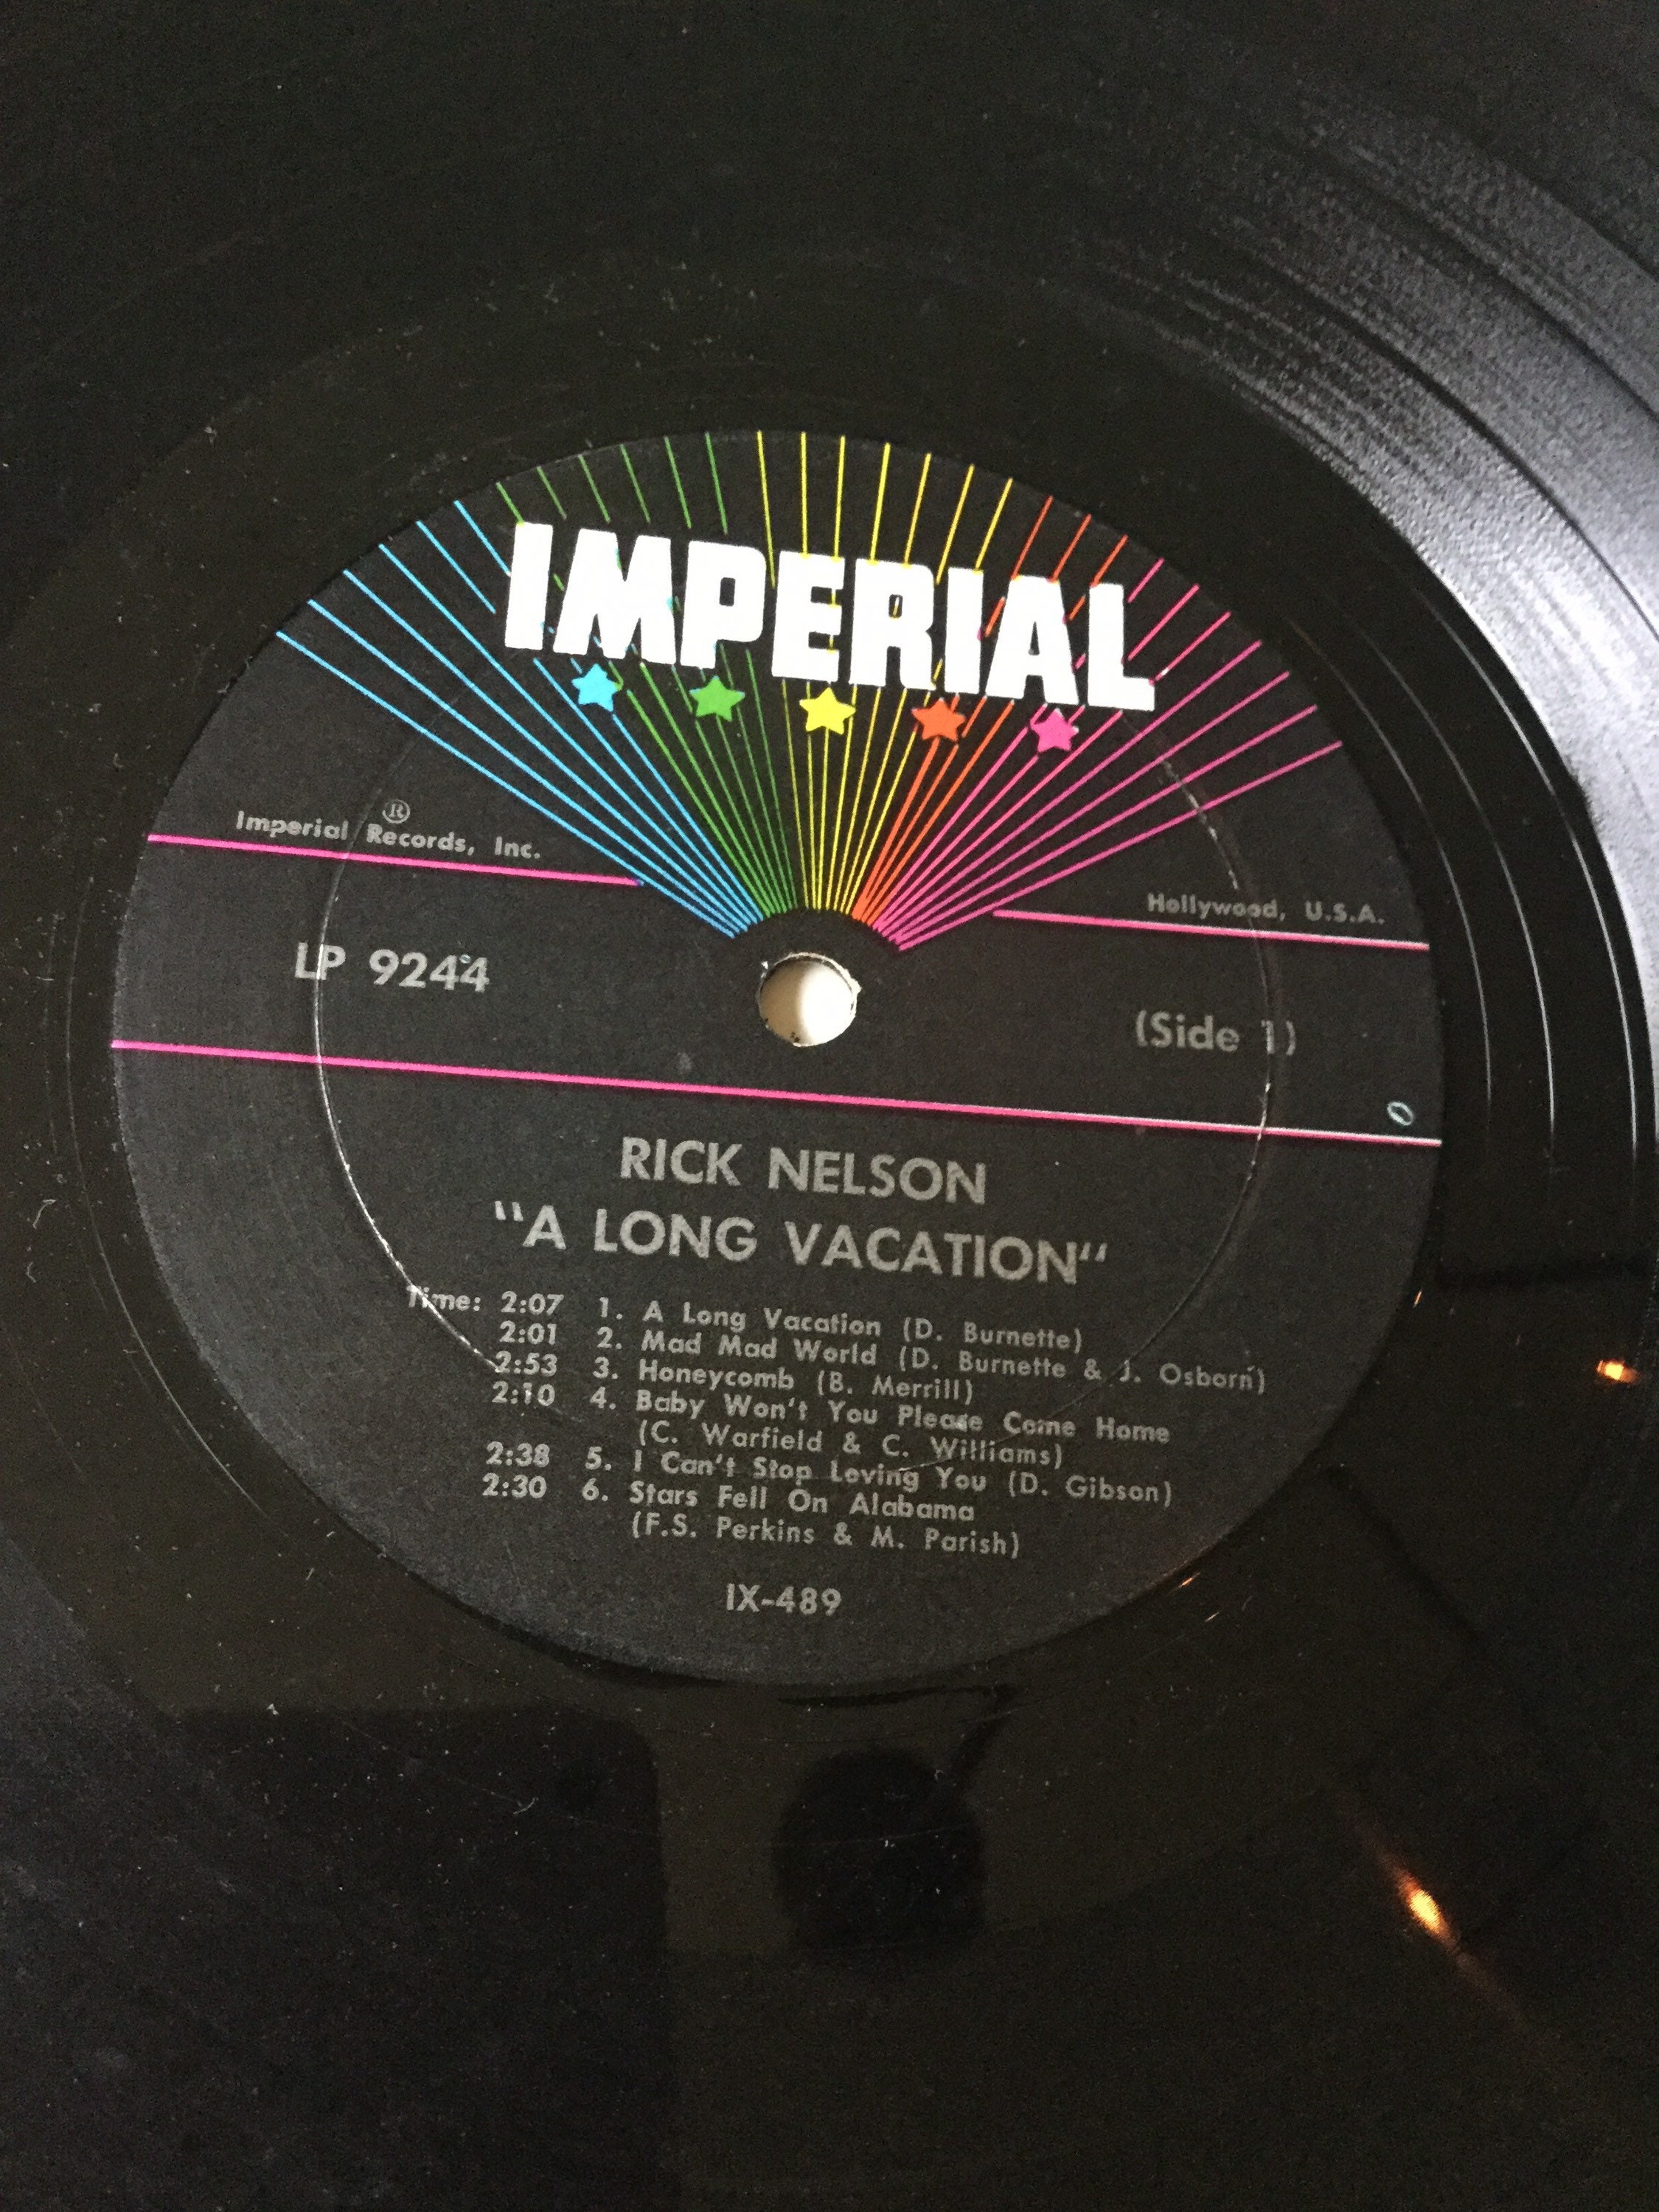 IMPERIAL
Imperial Records, Inc. ®
Hollywood, U.S.A.
LP 9244
(Side 1)
RICK NELSON
"A LONG VACATION"
Time: 2:07 1. A Long Vacation (D. Burnette)
2:01 2. Mad Mad World (D. Burnette & J. Osborn)
2:53 3. Honeycomb (B. Merrill)
2:10 4. Baby Won't You Please Come Home
(C. Warfield & C. Williams)
2:38 5. I Can't Stop Loving You (D. Gibson)
2:30 6. Stars Fell On Alabama
(F.S. Perkins & M. Parish)
IX-489